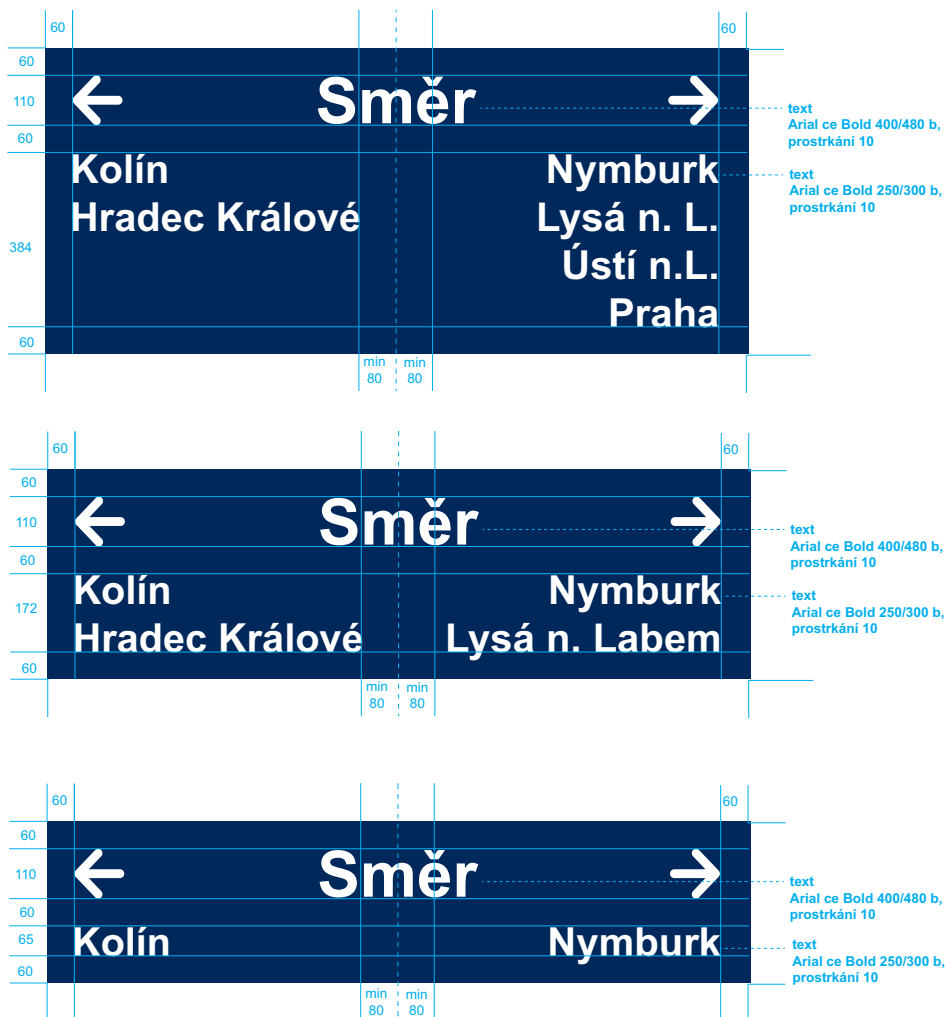 60
60
60
110
60
384
60
Směr
text
Arial ce Bold 400/480 b,
prostrkání 10
Kolín
Hradec Králové
Nymburk
Lysá n. L.
Ústí n.L.
Praha
text
Arial ce Bold 250/300 b,
prostrkání 10
min
80
min
80
60
60
60
110
60
172
60
Směr
text
Arial ce Bold 400/480 b,
prostrkání 10
Kolín
Hradec Králové
Nymburk
Lysá n. Labem
text
Arial ce Bold 250/300 b,
prostrkání 10
min
80
min
80
60
60
60
110
60
65
60
Směr
text
Arial ce Bold 400/480 b,
prostrkání 10
Kolín
Nymburk
text
Arial ce Bold 250/300 b,
prostrkání 10
min
80
min
80